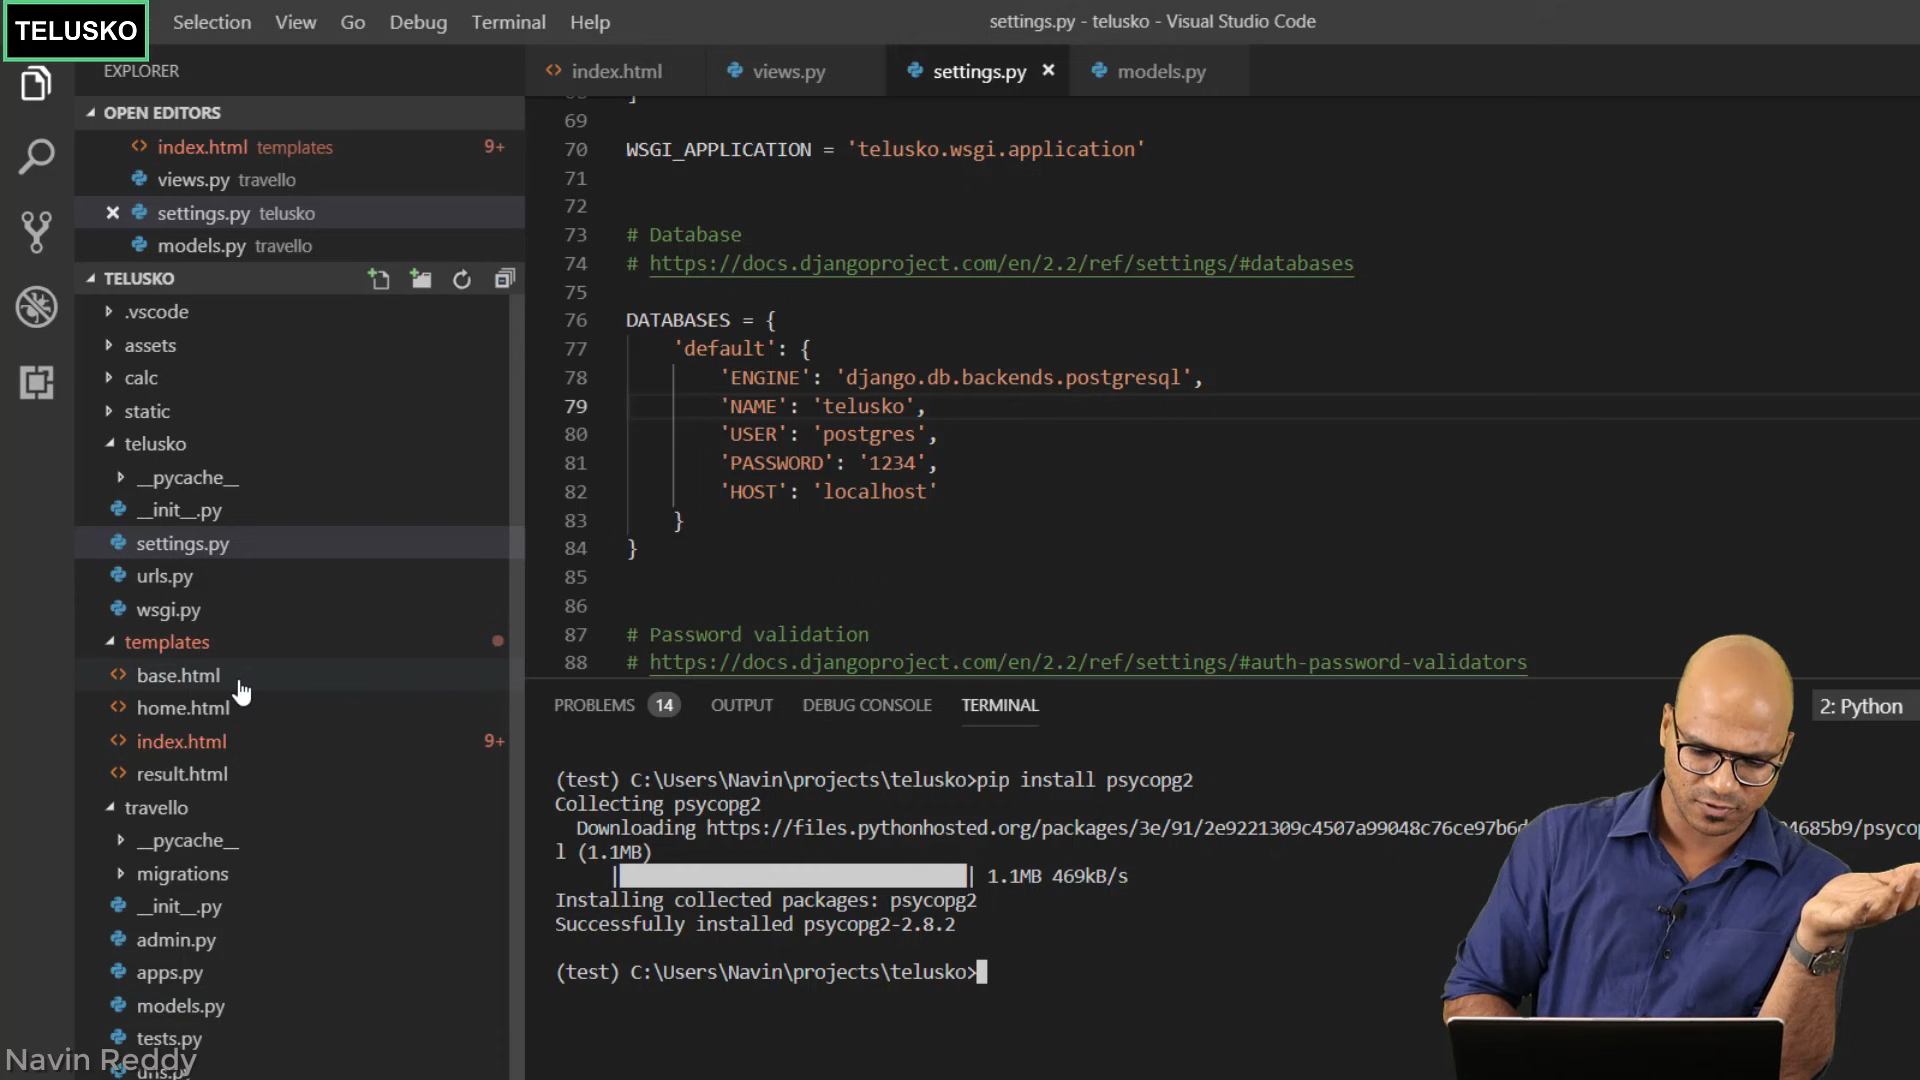 TELUSKO
Selection View Go Debug Terminal Help
settings.py - telusko - Visual Studio Code
EXPLORER
index.html
views.py
settings.py
models.py
OPEN EDITORS
index.html templates 9+
views.py travello
settings.py telusko
models.py travello
TELUSKO
.vscode
assets
calc
static
telusko
__pycache__
__init__.py
settings.py
urls.py
wsgi.py
templates
base.html
home.html
index.html 9+
result.html
travello
__pycache__
migrations
__init__.py
admin.py
apps.py
models.py
tests.py
69
70 WSGI_APPLICATION = 'telusko.wsgi.application'
71
72
73 # Database
74 # https://docs.djangoproject.com/en/2.2/ref/settings/#databases
75
76 DATABASES = {
77 'default': {
78 'ENGINE': 'django.db.backends.postgresql',
79 'NAME': 'telusko',
80 'USER': 'postgres',
81 'PASSWORD': '1234',
82 'HOST': 'localhost'
83 }
84 }
85
86
87 # Password validation
88 # https://docs.djangoproject.com/en/2.2/ref/settings/#auth-password-validators
PROBLEMS 14 OUTPUT DEBUG CONSOLE TERMINAL
2: Python
(test) C:\Users\Navin\projects\telusko>pip install psycopg2
Collecting psycopg2
Downloading https://files.pythonhosted.org/packages/3e/91/2e9221309c4507a99048c76ce97b6d 4685b9/psycop
l (1.1MB)
| | 1.1MB 469kB/s
Installing collected packages: psycopg2
Successfully installed psycopg2-2.8.2
(test) C:\Users\Navin\projects\telusko>
Navin Reddy